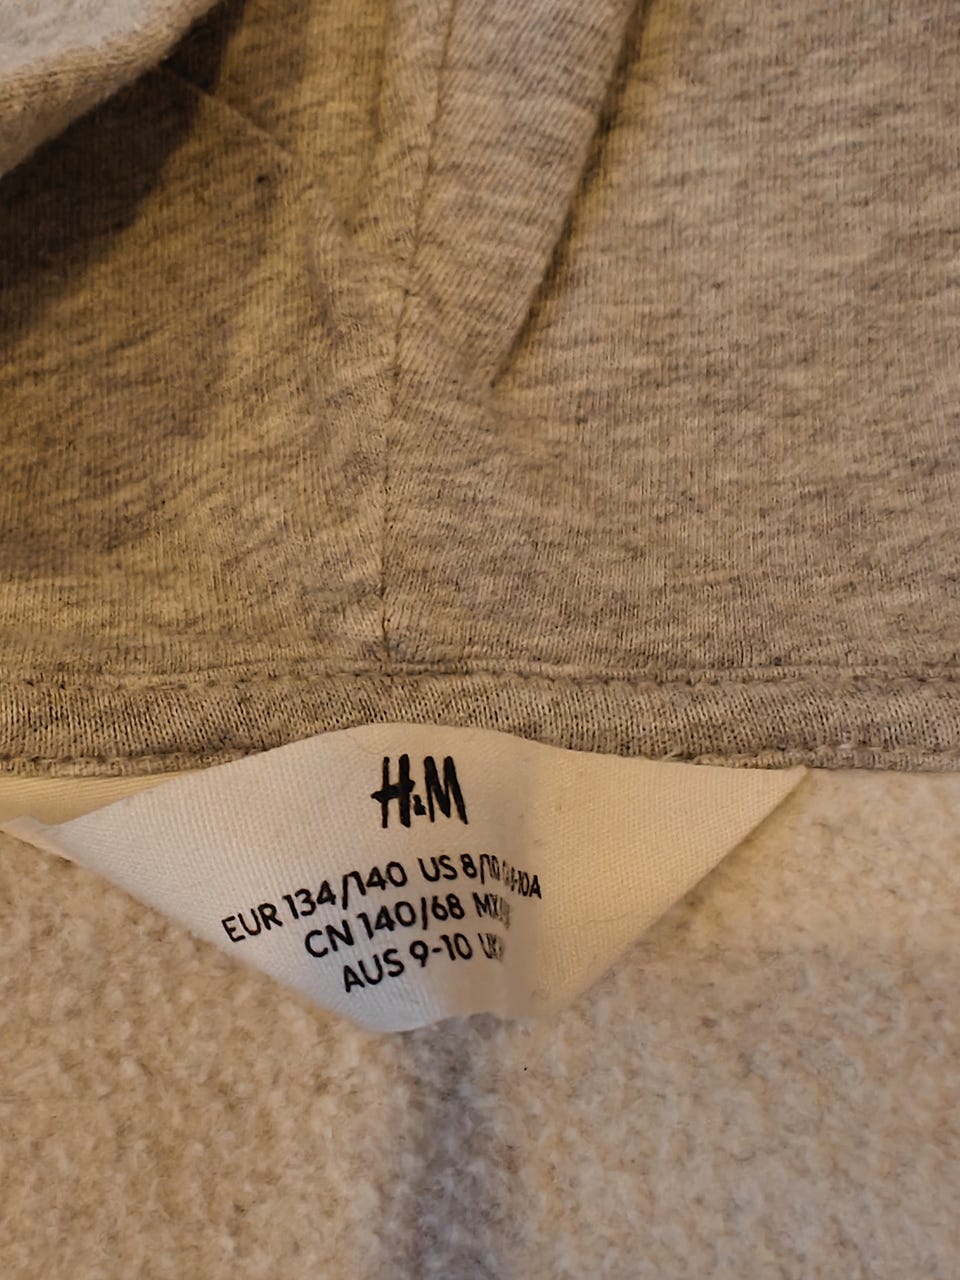 H&M
EUR 134/140 US 8/10
CN 140/68
AUS 9-10